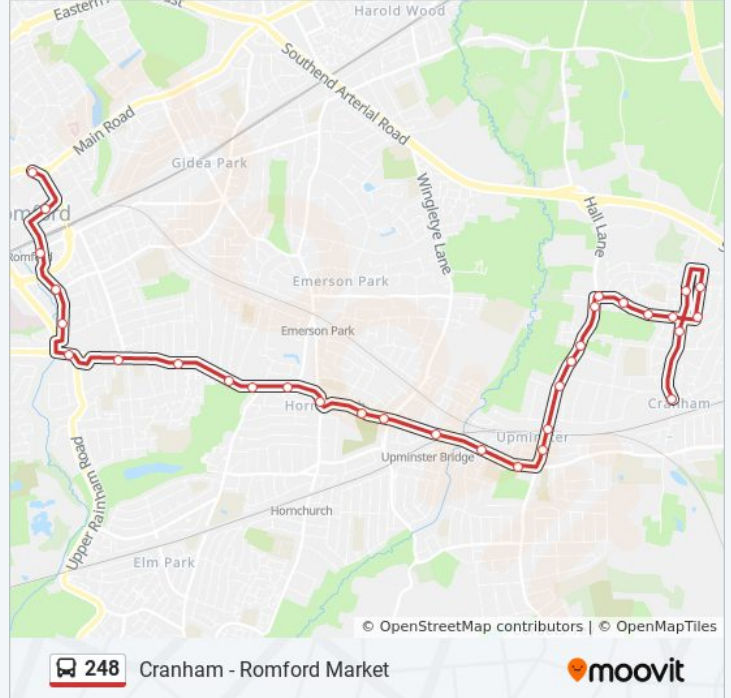 Harold Wood
Southend Arterial Road
Main Road
Gidea Park
Wingletye Lane
Hall Lane
Emerson Park
Emerson Park
Cranham
Upminster
Upminster Bridge
Hornchurch
Upper Rainham Road
Elm Park
© OpenStreetMap contributors | © OpenMapTiles
248 Cranham - Romford Market
moovit